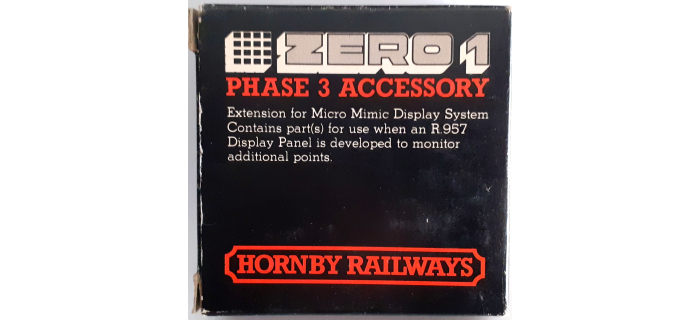 ZERO 1
PHASE 3 ACCESSORY
Extension for Micro Mimic Display System
Contains part(s) for use when an R.957
Display Panel is developed to monitor
additional points.
HORNBY RAILWAYS